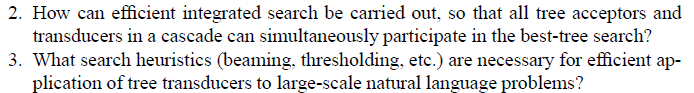 2. How can efficient integrated search be carried out, so that all tree acceptors and
transducers in a cascade can simultaneously participate in the best-tree search?
3. What search heuristics (beaming, thresholding, etc.) are necessary for efficient ap-
plication of tree transducers to large-scale natural language problems?